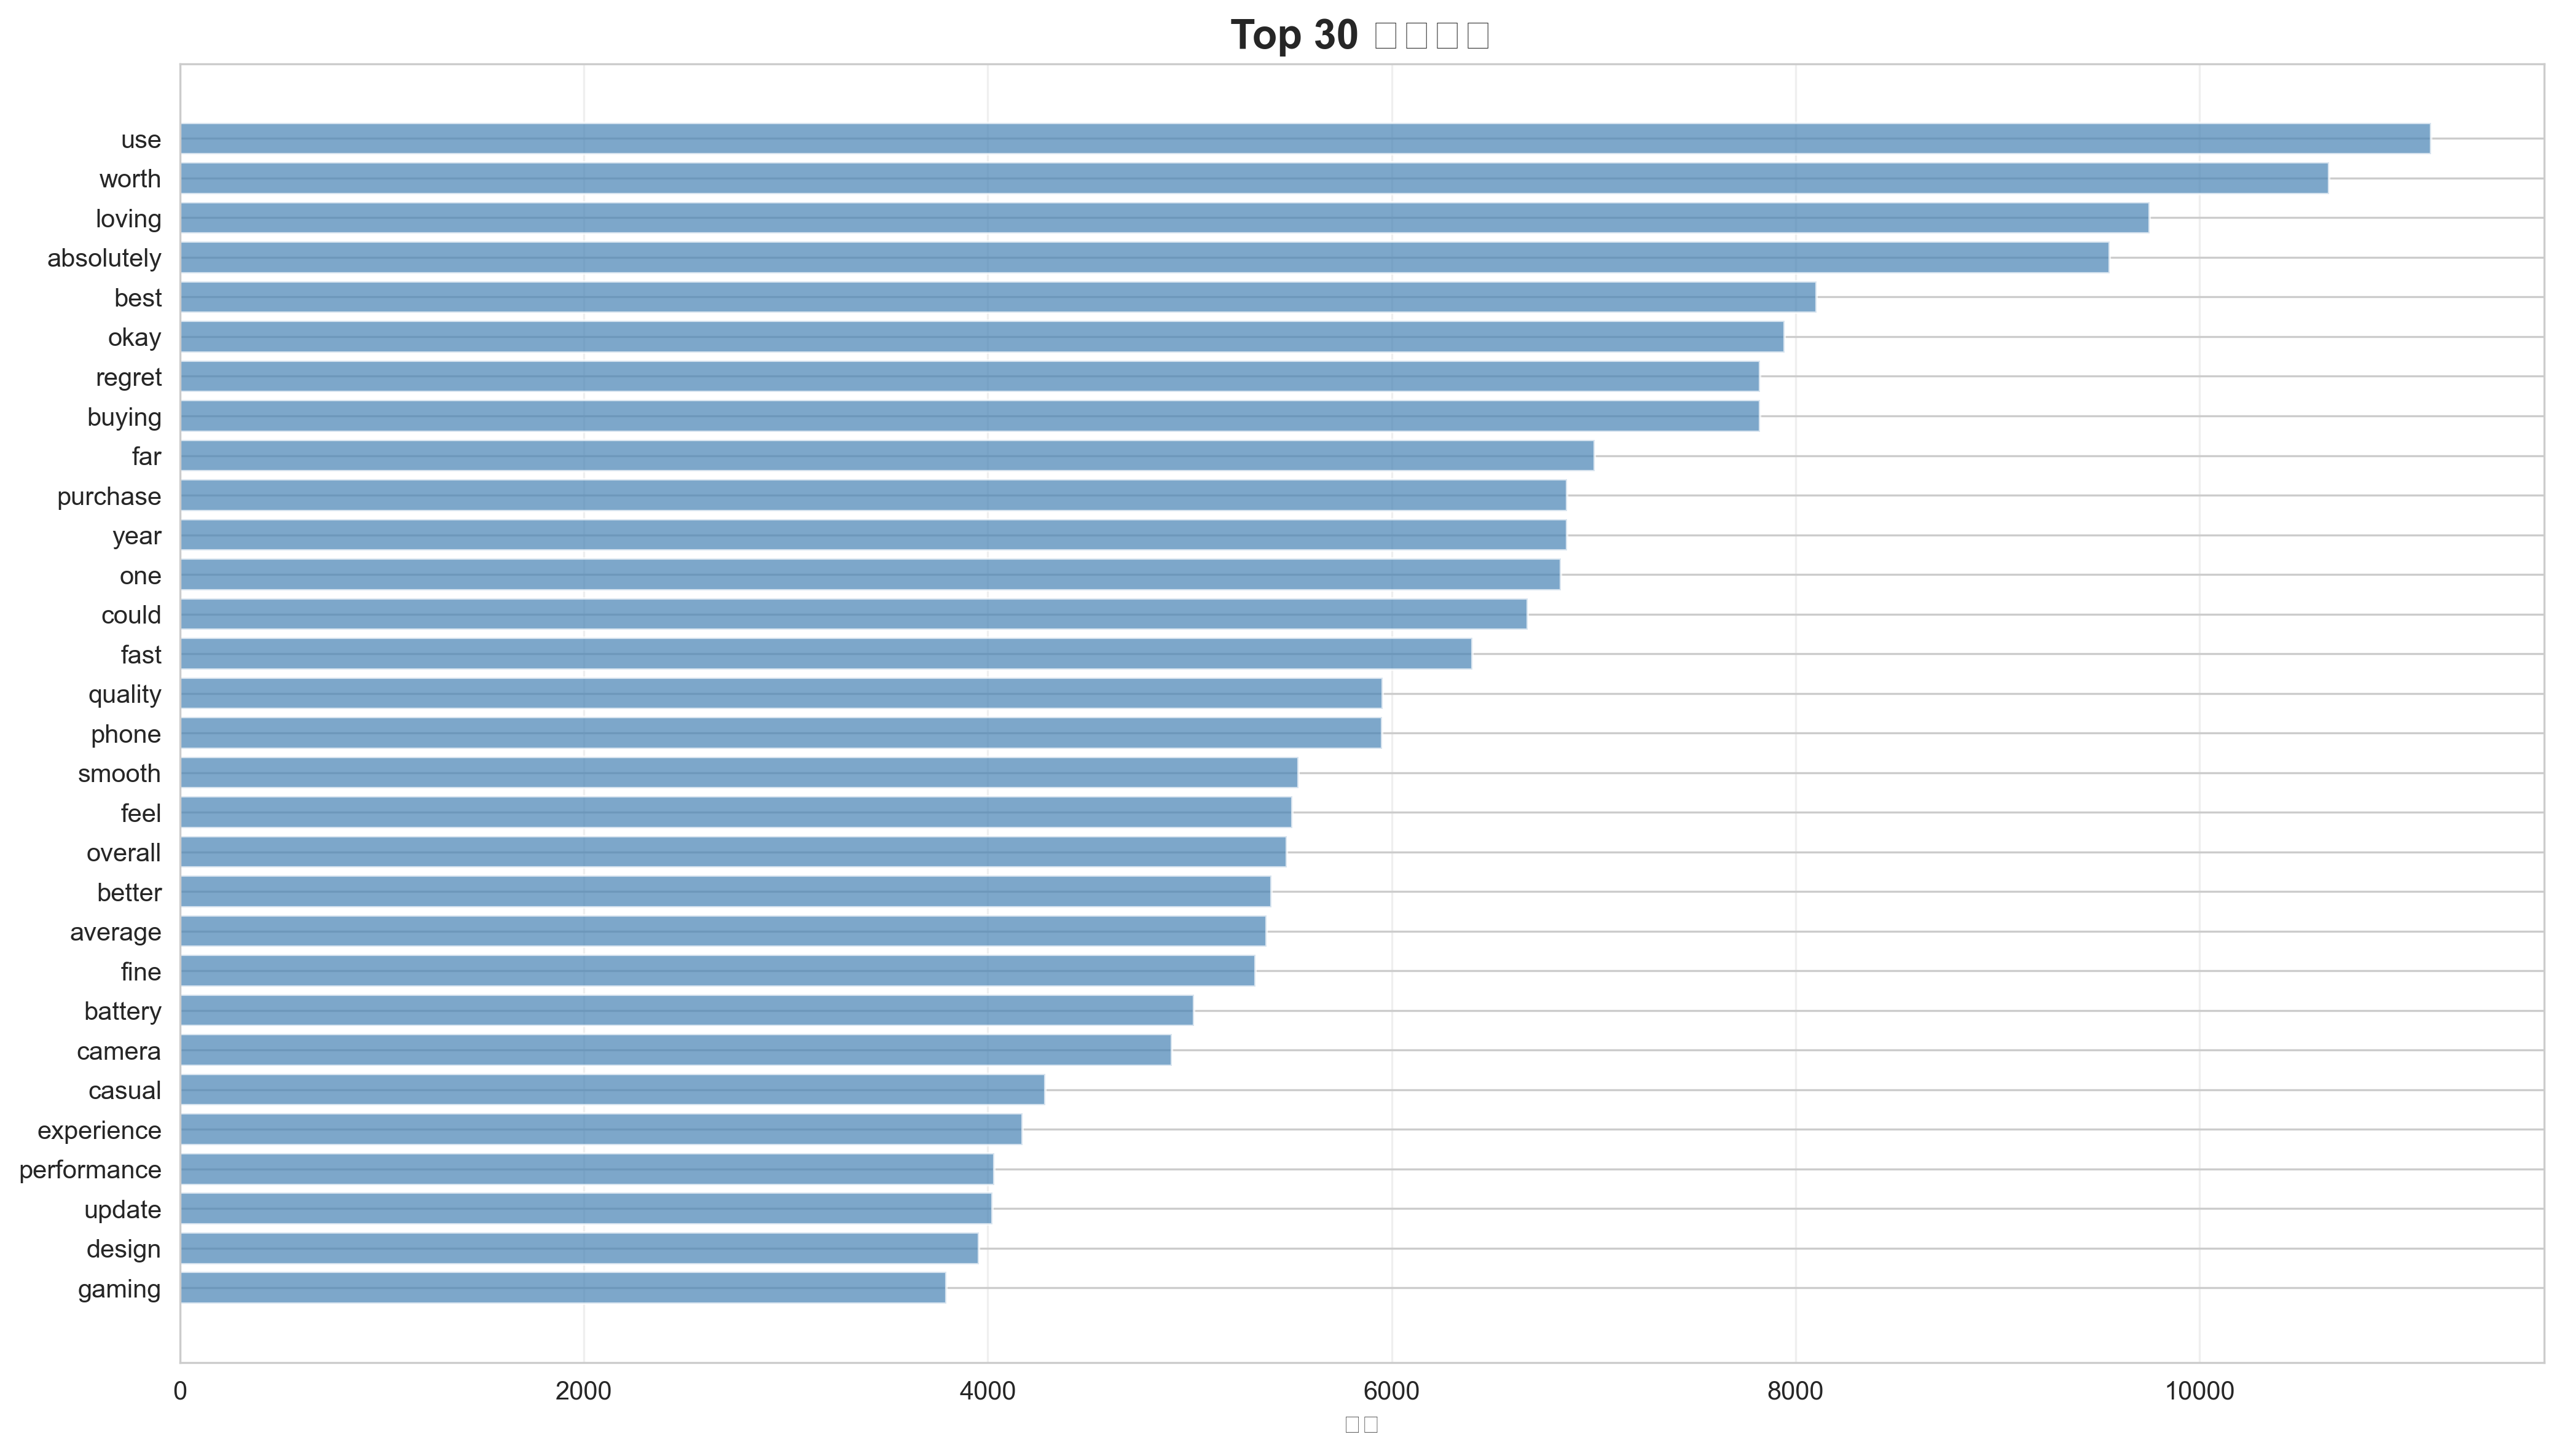 Top 30
use
worth
loving
absolutely
best
okay
regret
buying
far
purchase
year
one
could
fast
quality
phone
smooth
feel
overall
better
average
fine
battery
camera
casual
experience
performance
update
design
gaming
0 2000 4000 6000 8000 10000